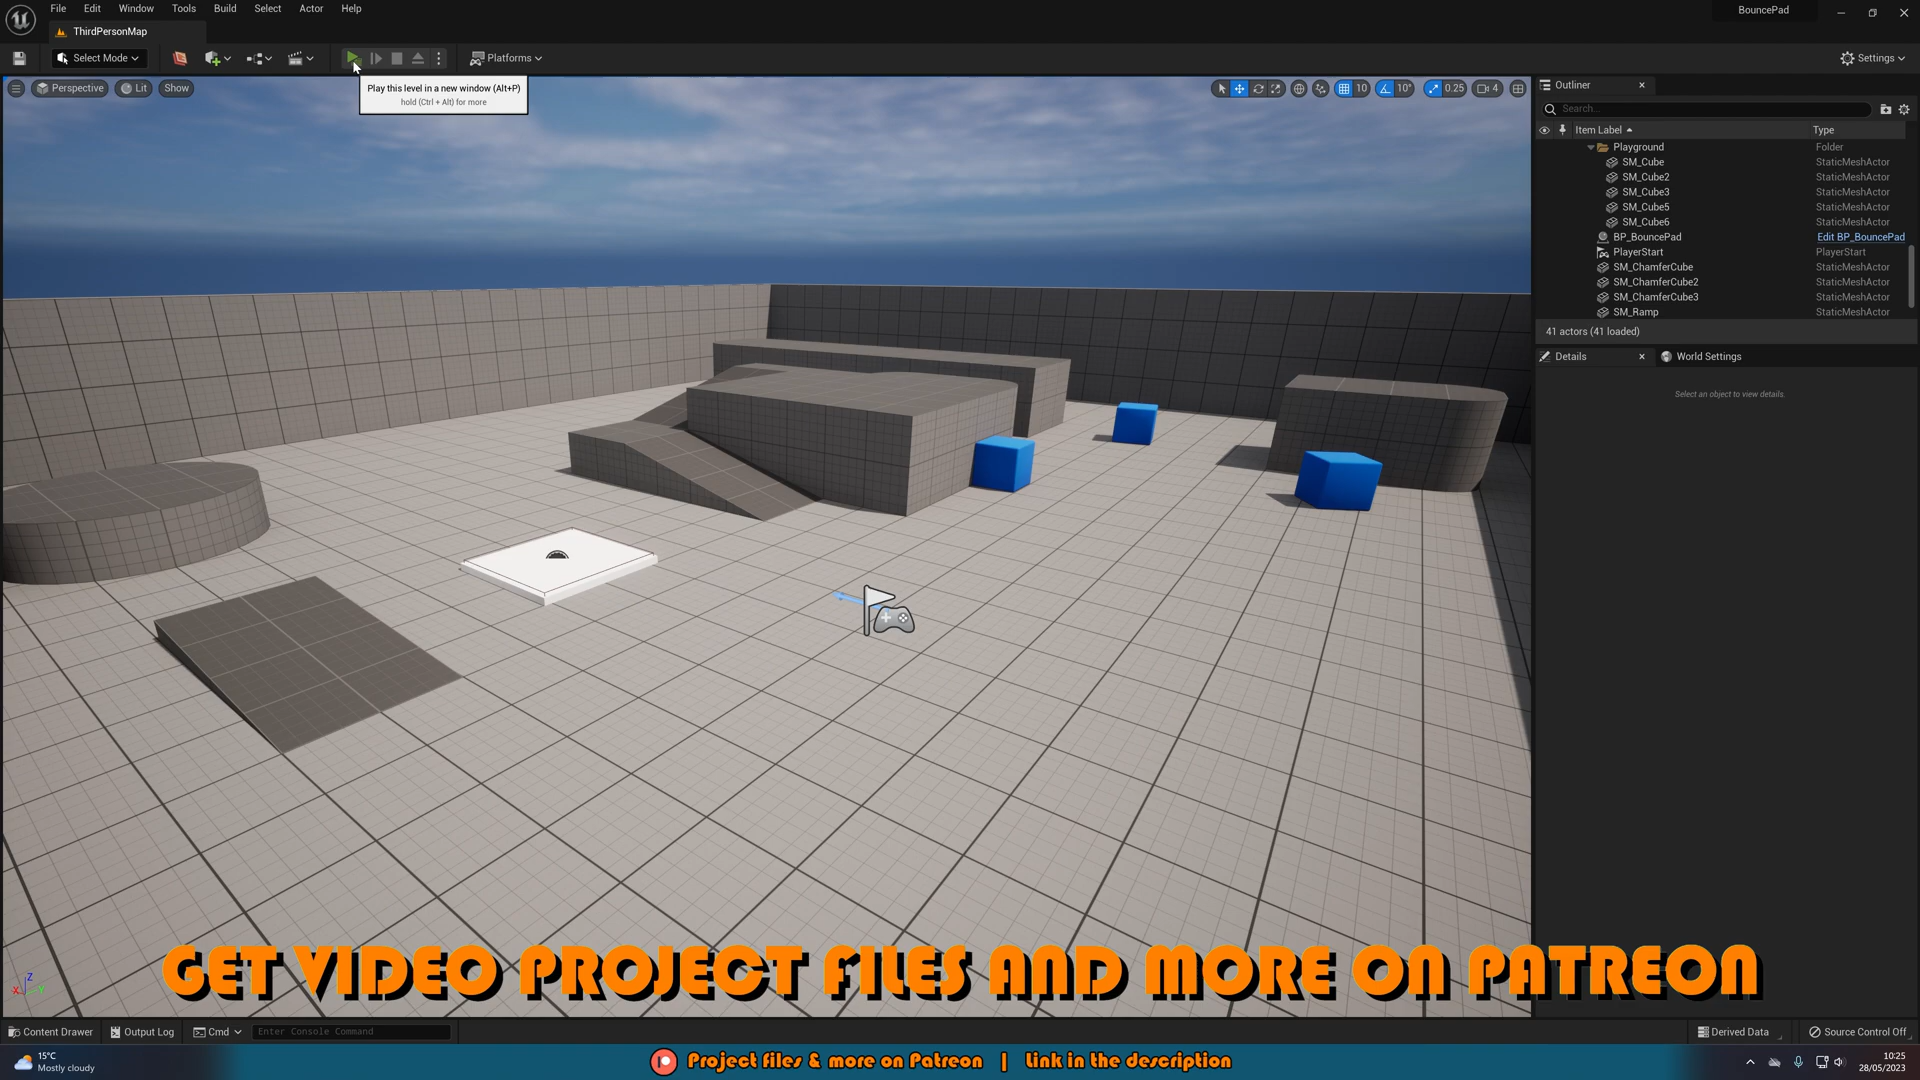 File Edit Window Tools Build Select Actor Help
BouncePad
ThirdPersonMap
Select Mode
Platforms
Settings
Play this level in a new window (Alt+P)
hold (Ctrl + Alt) for more
Perspective Lit Show
10 10° 0.25 4
Outliner
Search...
Item Label Type
Playground Folder
SM_Cube StaticMeshActor
SM_Cube2 StaticMeshActor
SM_Cube3 StaticMeshActor
SM_Cube5 StaticMeshActor
SM_Cube6 StaticMeshActor
BP_BouncePad Edit BP_BouncePad
PlayerStart PlayerStart
SM_ChamferCube StaticMeshActor
SM_ChamferCube2 StaticMeshActor
SM_ChamferCube3 StaticMeshActor
SM_Ramp StaticMeshActor
41 actors (41 loaded)
Details World Settings
Select an object to view details.
Z
X Y
GET VIDEO PROJECT FILES AND MORE ON PATREON
Content Drawer Output Log Cmd Enter Console Command
Derived Data Source Control Off
15°C
Mostly cloudy
Project files & more on Patreon | Link in the description
10:25
28/05/2023